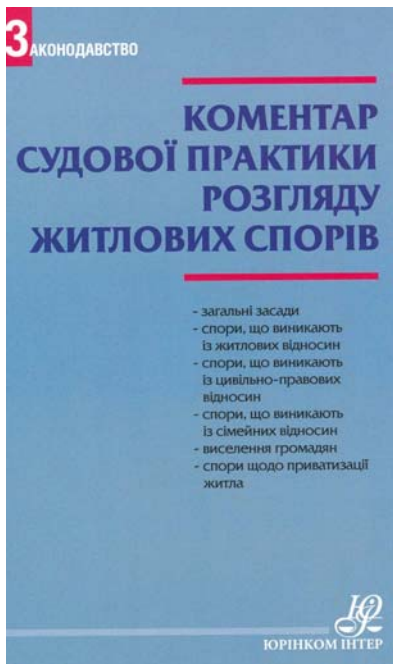 ЗАКОНОДАВСТВО
КОМЕНТАР
СУДОВОЇ ПРАКТИКИ
РОЗГЛЯДУ
ЖИТЛОВИХ СПОРІВ
- загальні засади
- спори, що виникають
із житлових відносин
- спори, що виникають
із цивільно-правових
відносин
- спори, що виникають
із сімейних відносин
- виселення громадян
- спори щодо приватизації
житла
ЮРІНКОМ ІНТЕР